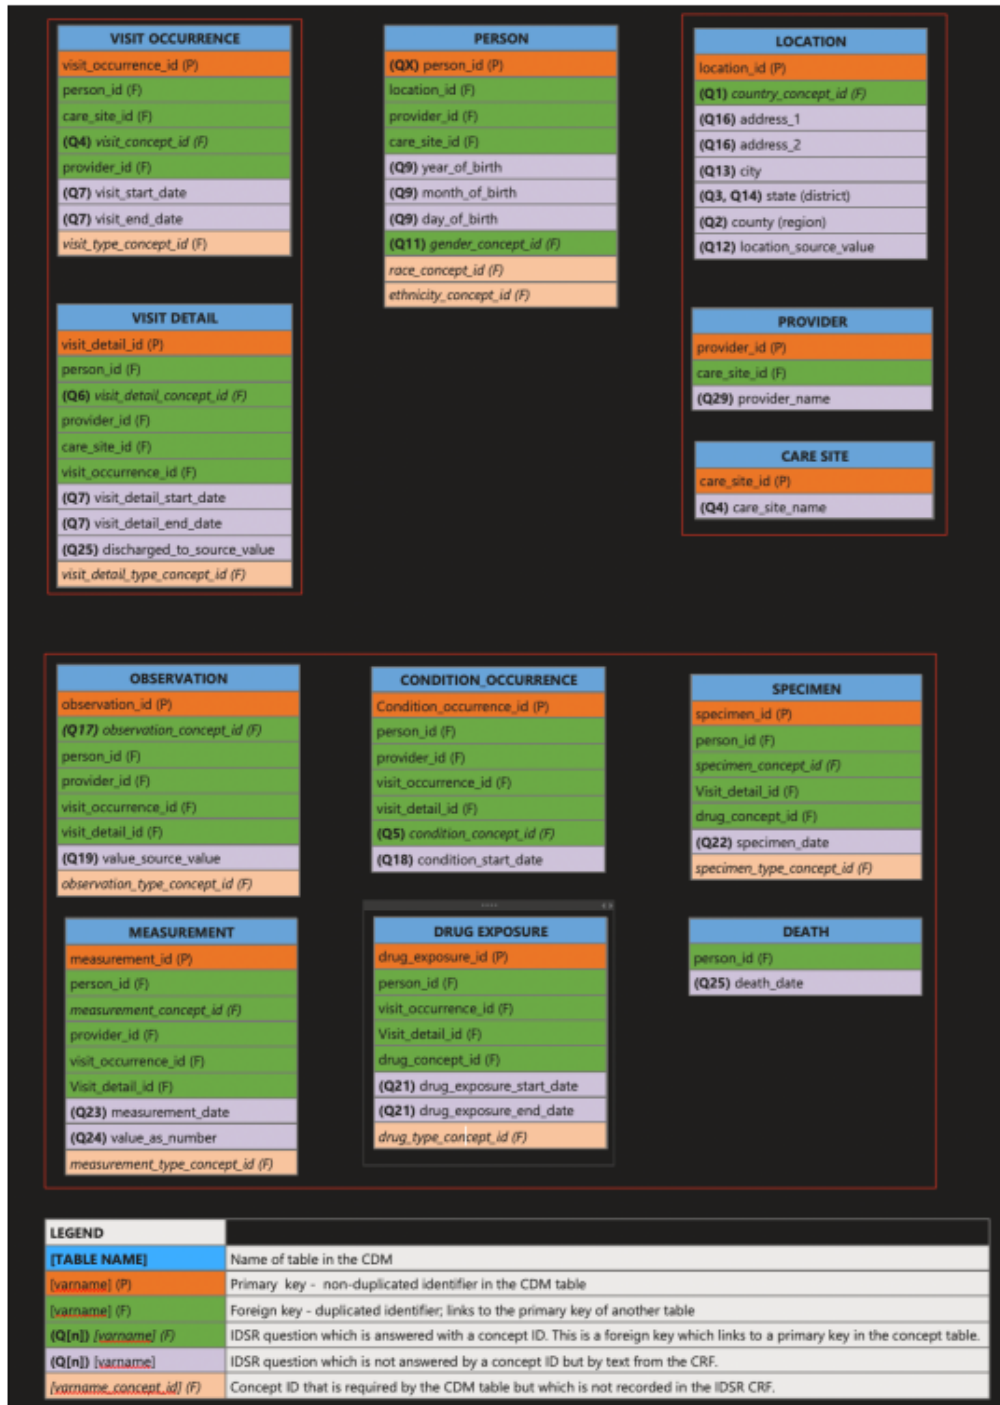 VISIT OCCURRENCE
visit_occurrence_id (P)
person_id (F)
care_site_id (F)
(Q4) visit_concept_id (F)
provider_id (F)
(Q7) visit_start_date
(Q7) visit_end_date
visit_type_concept_id (F)
PERSON
(QX) person_id (P)
location_id (F)
provider_id (F)
care_site_id (F)
(Q9) year_of_birth
(Q9) month_of_birth
(Q9) day_of_birth
(Q11) gender_concept_id (F)
race_concept_id (F)
ethnicity_concept_id (F)
LOCATION
location_id (P)
(Q1) country_concept_id (F)
(Q16) address_1
(Q16) address_2
(Q13) city
(Q3, Q14) state (district)
(Q2) county (region)
(Q12) location_source_value
VISIT DETAIL
visit_detail_id (P)
person_id (F)
(Q6) visit_detail_concept_id (F)
provider_id (F)
care_site_id (F)
visit_occurrence_id (F)
(Q7) visit_detail_start_date
(Q7) visit_detail_end_date
(Q25) discharged_to_source_value
visit_detail_type_concept_id (F)
PROVIDER
provider_id (P)
care_site_id (F)
(Q29) provider_name
CARE SITE
care_site_id (P)
(Q4) care_site_name
OBSERVATION
observation_id (P)
(Q17) observation_concept_id (F)
person_id (F)
provider_id (F)
visit_occurrence_id (F)
visit_detail_id (F)
(Q19) value_source_value
observation_type_concept_id (F)
CONDITION_OCCURRENCE
Condition_occurrence_id (P)
person_id (F)
provider_id (F)
visit_occurrence_id (F)
visit_detail_id (F)
(Q5) condition_concept_id (F)
(Q18) condition_start_date
SPECIMEN
specimen_id (P)
person_id (F)
specimen_concept_id (F)
Visit_detail_id (F)
drug_concept_id (F)
(Q22) specimen_date
specimen_type_concept_id (F)
MEASUREMENT
measurement_id (P)
person_id (F)
measurement_concept_id (F)
provider_id (F)
visit_occurrence_id (F)
Visit_detail_id (F)
(Q23) measurement_date
(Q24) value_as_number
measurement_type_concept_id (F)
DRUG EXPOSURE
drug_exposure_id (P)
person_id (F)
visit_occurrence_id (F)
Visit_detail_id (F)
drug_concept_id (F)
(Q21) drug_exposure_start_date
(Q21) drug_exposure_end_date
drug_type_concept_id (F)
DEATH
person_id (F)
(Q25) death_date
LEGEND
[TABLE NAME] Name of table in the CDM
[varname] (P) Primary key - non-duplicated identifier in the CDM table
[varname] (F) Foreign key - duplicated identifier; links to the primary key of another table
(Q[n]) [varname] (F) IDSR question which is answered with a concept ID. This is a foreign key which links to a primary key in the concept table.
(Q[n]) [varname] IDSR question which is not answered by a concept ID but by text from the CRF.
[varname_concept_id] (F) Concept ID that is required by the CDM table but which is not recorded in the IDSR CRF.